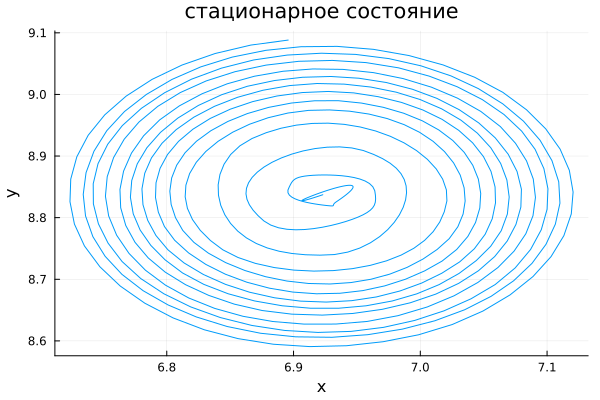 стационарное состояние
9.1
9.0
8.9
8.8
8.7
8.6
y
6.8 6.9 7.0 7.1
x